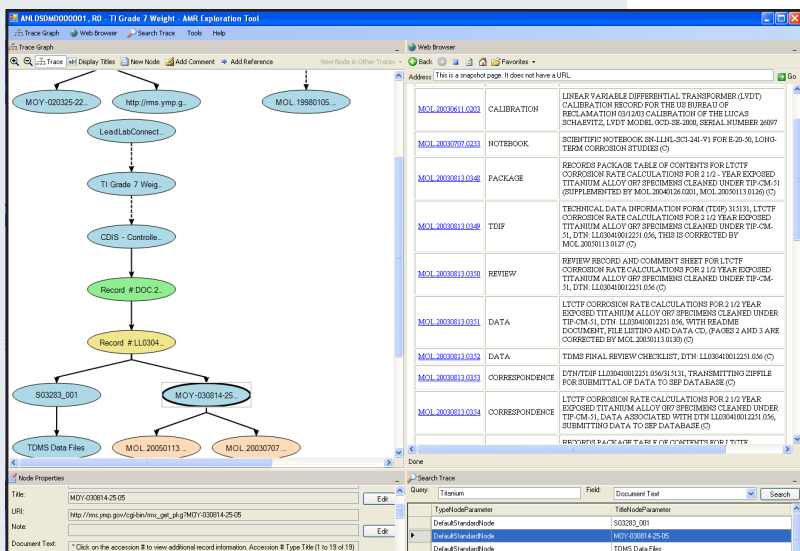 ANLDSDMD000001, R0 - TI Grade 7 Weight - AMR Exploration Tool
Trace Graph Web Browser Search Trace Tools Help
Trace Graph
Trace Display Titles New Node Add Comment Add Reference View Node in Other Traces
MOY-020325-22..
http://rms.ymp.g..
MOL.19980105...
LeadLabConnect..
TI Grade 7 Weig..
CDIS - Controlle..
Record #:DOC.2..
Record #:LL0304..
S03283_001
MOY-030814-25..
TDMS Data Files
MOL.20050113...
MOL.20030707...
Web Browser
Back Favorites
Address This is a snapshot page. It does not have a URL. Go
MOL.20030611.0203 CALIBRATION
LINEAR VARIABLE DIFFERENTIAL TRANSFORMER (LVDT)
CALIBRATION RECORD FOR THE US BUREAU OF
RECLAMATION 03/12/03 CALIBRATION OF THE LUCAS
SCHAEVITZ, LVDT MODEL GCD-SE-2000, SERIAL NUMBER 26097
MOL.20030707.0233 NOTEBOOK
SCIENTIFIC NOTEBOOK SN-LLNL-SCI-241-V1 FOR E-20-50, LONG-
TERM CORROSION STUDIES (C)
MOL.20030813.0348 PACKAGE
RECORDS PACKAGE TABLE OF CONTENTS FOR LTCTF
CORROSION RATE CALCULATIONS FOR 2 1/2 - YEAR EXPOSED
TITANIUM ALLOY GR7 SPECIMENS CLEANED UNDER TIP-CM-51
(SUPPLEMENTED BY MOL.20040126.0201, MOL.20050113.0126) (C)
MOL.20030813.0349 TDIF
TECHNICAL DATA INFORMATION FORM (TDIF) 315131, LTCTF
CORROSION RATE CALCULATIONS FOR 2 1/2 YEAR EXPOSED
TITANIUM ALLOY GR7 SPECIMENS CLEANED UNDER TIP-CM-
51, DTN: LL030410012251.056, THIS IS CORRECTED BY
MOL.20050113.0127 (C)
MOL.20030813.0350 REVIEW
REVIEW RECORD AND COMMENT SHEET FOR LTCTF
CORROSION RATE CALCULATIONS FOR 2 1/2 YEAR EXPOSED
TITANIUM ALLOY GR7 SPECIMENS CLEANED UNDER TIP-CM-
51, DTN: LL030410012251.056 (C)
MOL.20030813.0351 DATA
LTCTF CORROSION RATE CALCULATIONS FOR 2 1/2 YEAR
EXPOSED TITANIUM ALLOY GR7 SPECIMENS CLEANED UNDER
TIP-CM-51, DTN: LL030410012251.056, WITH README
DOCUMENT, FILE LISTING AND DATA CD, (PAGES 2 AND 3 ARE
CORRECTED BY MOL.20050113.0130) (C)
MOL.20030813.0352 DATA
TDMS FINAL REVIEW CHECKLIST, DTN: LL030410012251.056 (C)
MOL.20030813.0353 CORRESPONDENCE
DTN/TDIF LL030410012251.056/315131, TRANSMITTING ZIPFILE
FOR SUBMITTAL OF DATA TO SEP DATABASE (C)
MOL.20030813.0354 CORRESPONDENCE
LTCTF CORROSION RATE CALCULATIONS FOR 2 1/2 YEAR
EXPOSED TITANIUM ALLOY GR7 SPECIMENS CLEANED UNDER
TIP-CM-51, DATA ASSOCIATED WITH DTN LL030410012251.056,
SUBMITTING DATA TO SEP DATABASE (C)
RECORDS PACKAGE TABLE OF CONTENTS FOR LTCTF
Done
Node Properties
Title: MOY-030814-25-05 Edit
URI: http://rms.ymp.gov/cgi-bin/rms_get_pkg?MOY-030814-25-05
Note: Edit
Document Text: * Click on the accession # to view additional record information. Accession # Type Title (1 to 19 of 19)
Search Trace
Query: Titanium Field: Document Text Search
TypeNodeParameter TitleNodeParameter
DefaultStandardNode S03283_001
DefaultStandardNode MOY-030814-25-05
DefaultStandardNode TDMS Data Files